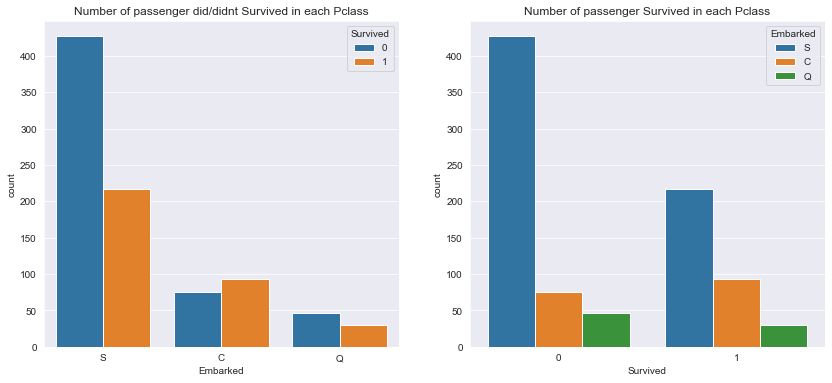 Number of passenger did/didnt Survived in each Pclass
Survived
0
1
400
350
300
250
200
150
100
50
0
count
S
C
Q
Embarked
Number of passenger Survived in each Pclass
Embarked
S
C
Q
400
350
300
250
200
150
100
50
0
count
0
1
Survived